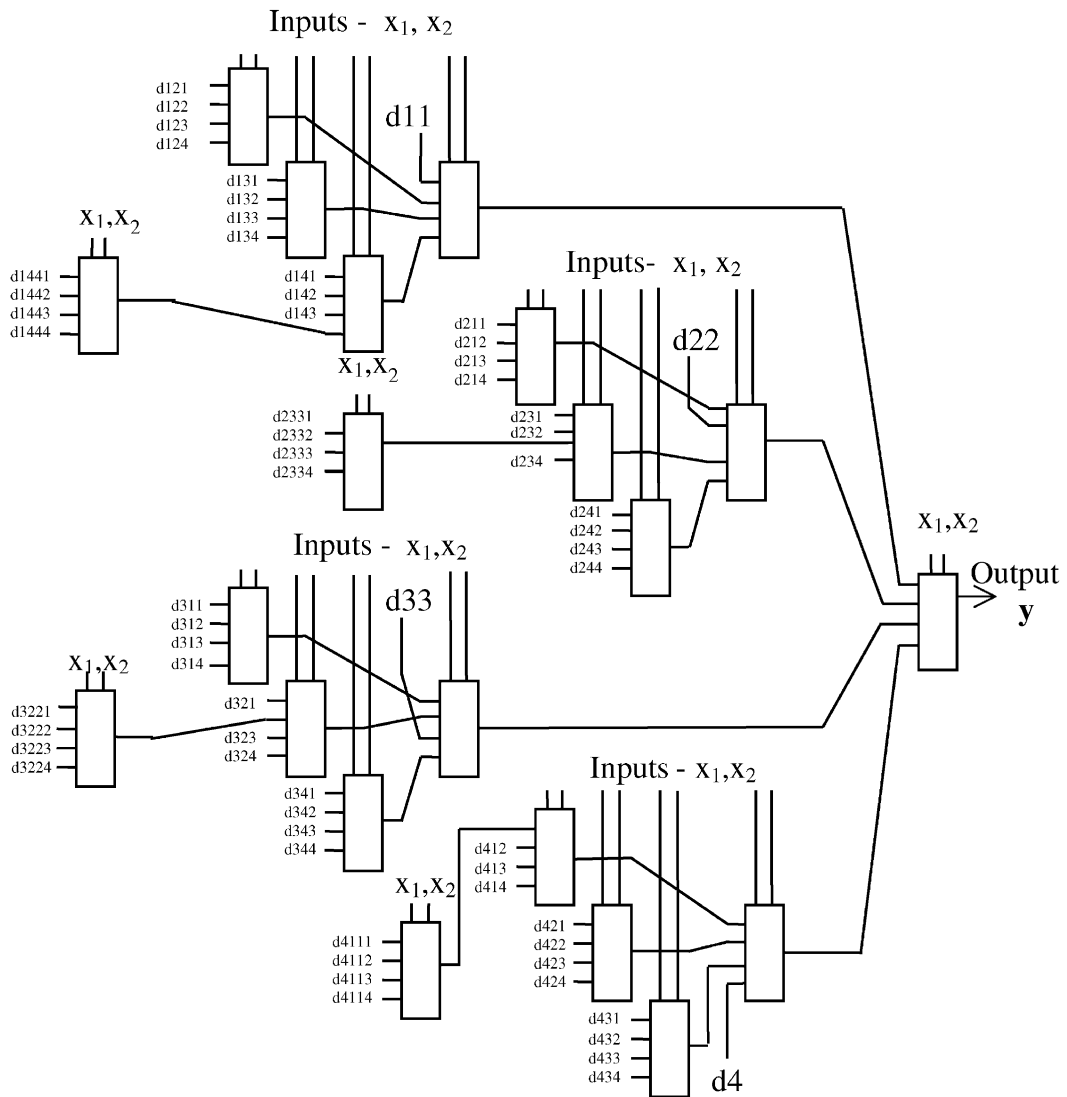 Inputs - x1, x2
d121
d122
d123
d124
d11
d131
d132
d133
d134
x1,x2
d1441
d1442
d1443
d1444
d141
d142
d143
Inputs- x1, x2
d211
d212
d213
d214
d22
x1,x2
d2331
d2332
d2333
d2334
d231
d232
d234
d241
d242
d243
d244
x1,x2
Output
y
Inputs - x1,x2
d311
d312
d313
d314
d33
x1,x2
d3221
d3222
d3223
d3224
d321
d323
d324
d341
d342
d343
d344
Inputs - x1,x2
d412
d413
d414
x1,x2
d4111
d4112
d4113
d4114
d421
d422
d423
d424
d431
d432
d433
d434
d4